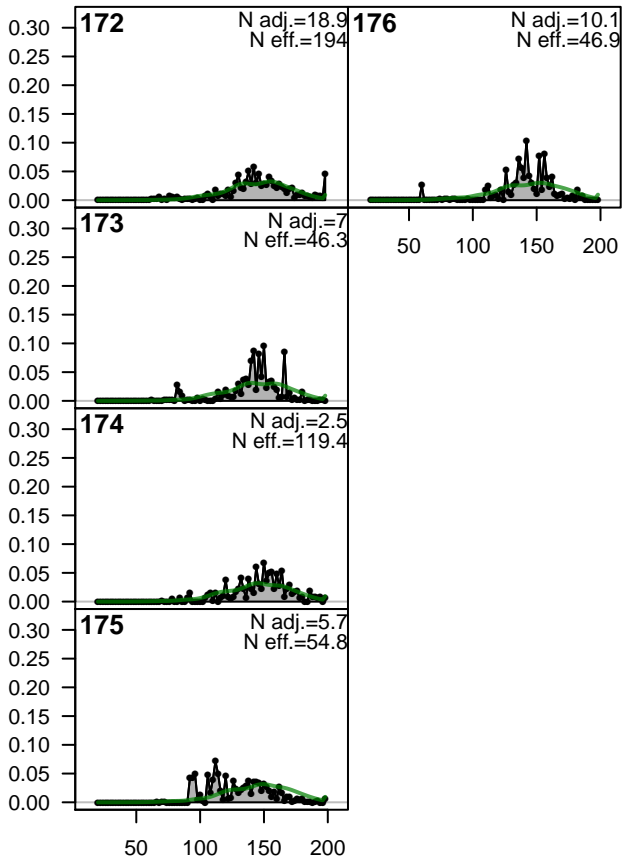 172
N adj.=18.9
N eff.=194
176
N adj.=10.1
N eff.=46.9
0.30
0.25
0.20
0.15
0.10
0.05
0.00
50 100 150 200
173
N adj.=7
N eff.=46.3
0.30
0.25
0.20
0.15
0.10
0.05
0.00
174
N adj.=2.5
N eff.=119.4
0.30
0.25
0.20
0.15
0.10
0.05
0.00
175
N adj.=5.7
N eff.=54.8
0.30
0.25
0.20
0.15
0.10
0.05
0.00
50 100 150 200